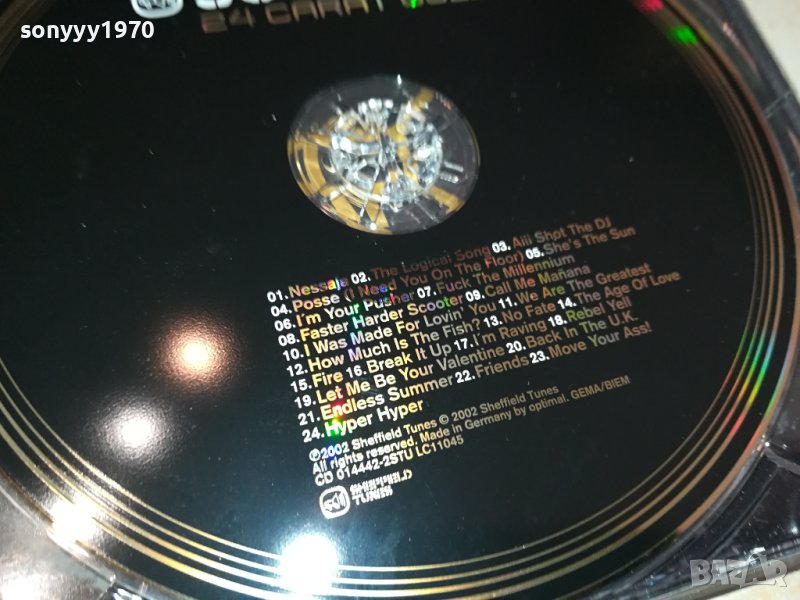 sonyyy1970
24 CARAT
01.Nessaje 02.The Logical Song 03.Aiii Shot The DJ
04.Posse (I Need You On The Floor) 05.She's The Sun
06.I'm Your Pusher 07.Fuck The Millennium
08.Faster Harder Scooter 09.Call Me Mañana
10.I Was Made For Lovin' You 11.We Are The Greatest
12.How Much Is The Fish? 13.No Fate 14.The Age Of Love
15.Fire 16.Break It Up 17.I'm Raving 18.Rebel Yell
19.Let Me Be Your Valentine 20.Back In The U.K.
21.Endless Summer 22.Friends 23.Move Your Ass!
24.Hyper Hyper
℗2002 Sheffield Tunes © 2002 Sheffield Tunes
All rights reserved. Made in Germany by optimal. GEMA/BIEM
CD 014442-2STU LC11045
SHEFFIELD
TUNES
BAZAR
bazar.bg